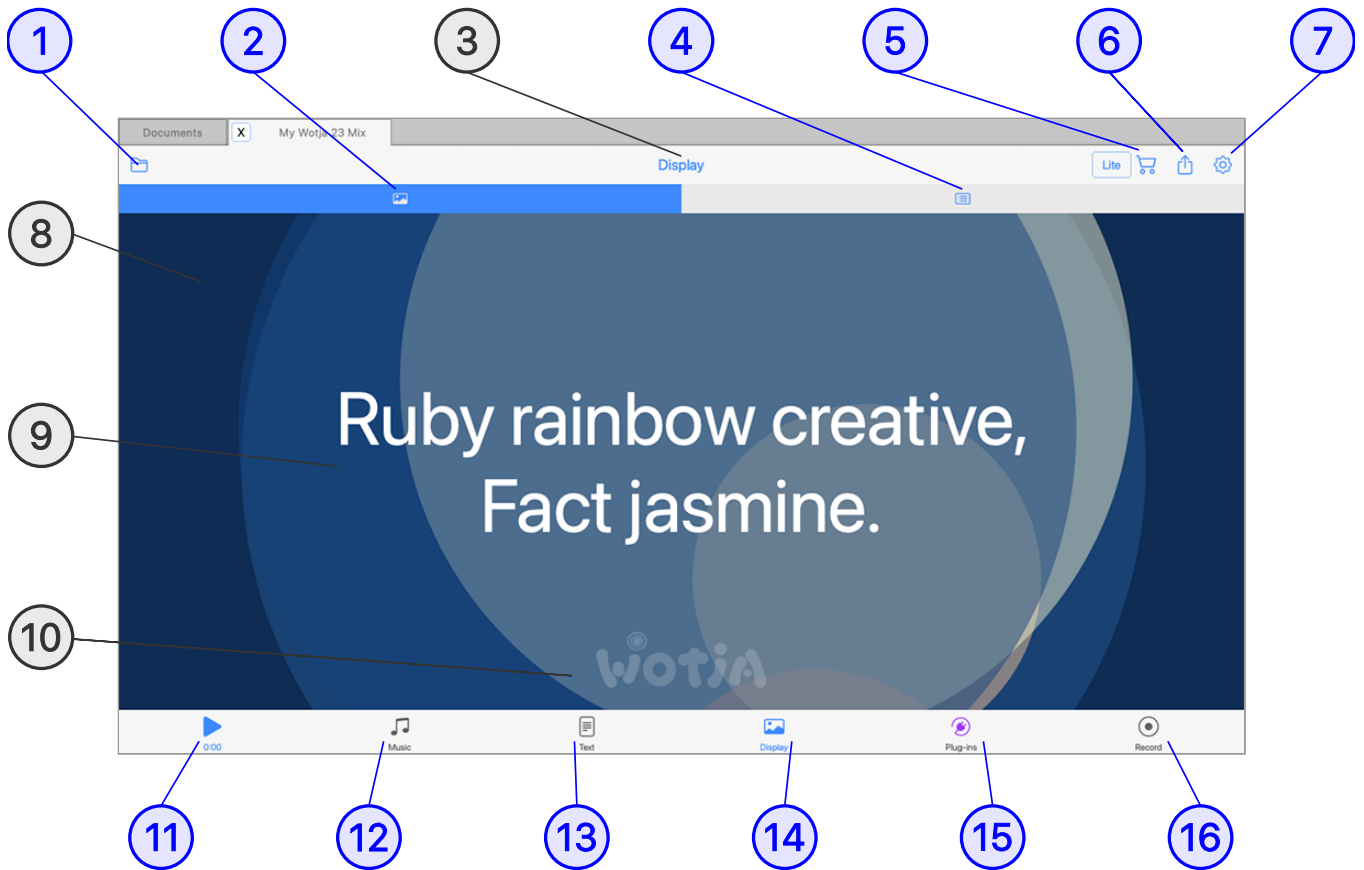 1 2 3 4 5 6 7
Documents X My Wotja 23 Mix
Display Lite
8
9
Ruby rainbow creative,
Fact jasmine.
10
wotja
0:00 Music Text Display Plug-ins Record
11 12 13 14 15 16